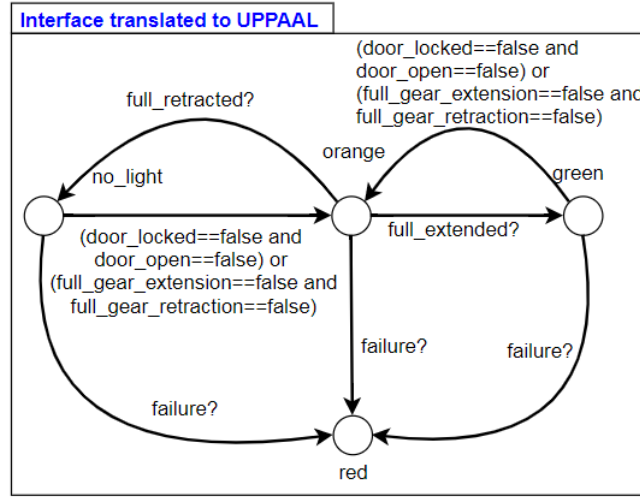 Interface translated to UPPAAL
(door_locked==false and
door_open==false) or
(full_gear_extension==false and
full_gear_retraction==false)
full_retracted?
orange
no_light
green
(door_locked==false and
door_open==false) or
(full_gear_extension==false and
full_gear_retraction==false)
full_extended?
failure?
failure?
failure?
red